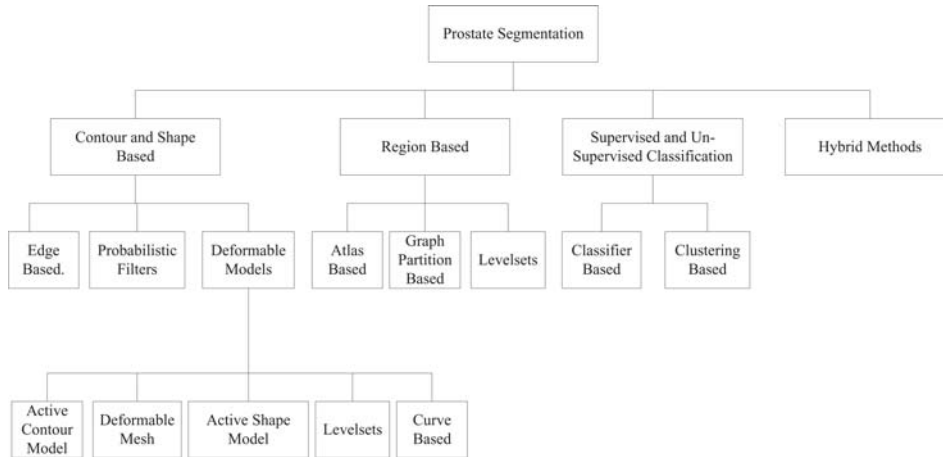 Prostate Segmentation
Contour and Shape
Based
Region Based
Supervised and Un-
Supervised Classification
Hybrid Methods
Edge
Based.
Probabilistic
Filters
Deformable
Models
Atlas
Based
Graph
Partition
Based
Levelsets
Classifier
Based
Clustering
Based
Active
Contour
Model
Deformable
Mesh
Active Shape
Model
Levelsets
Curve
Based